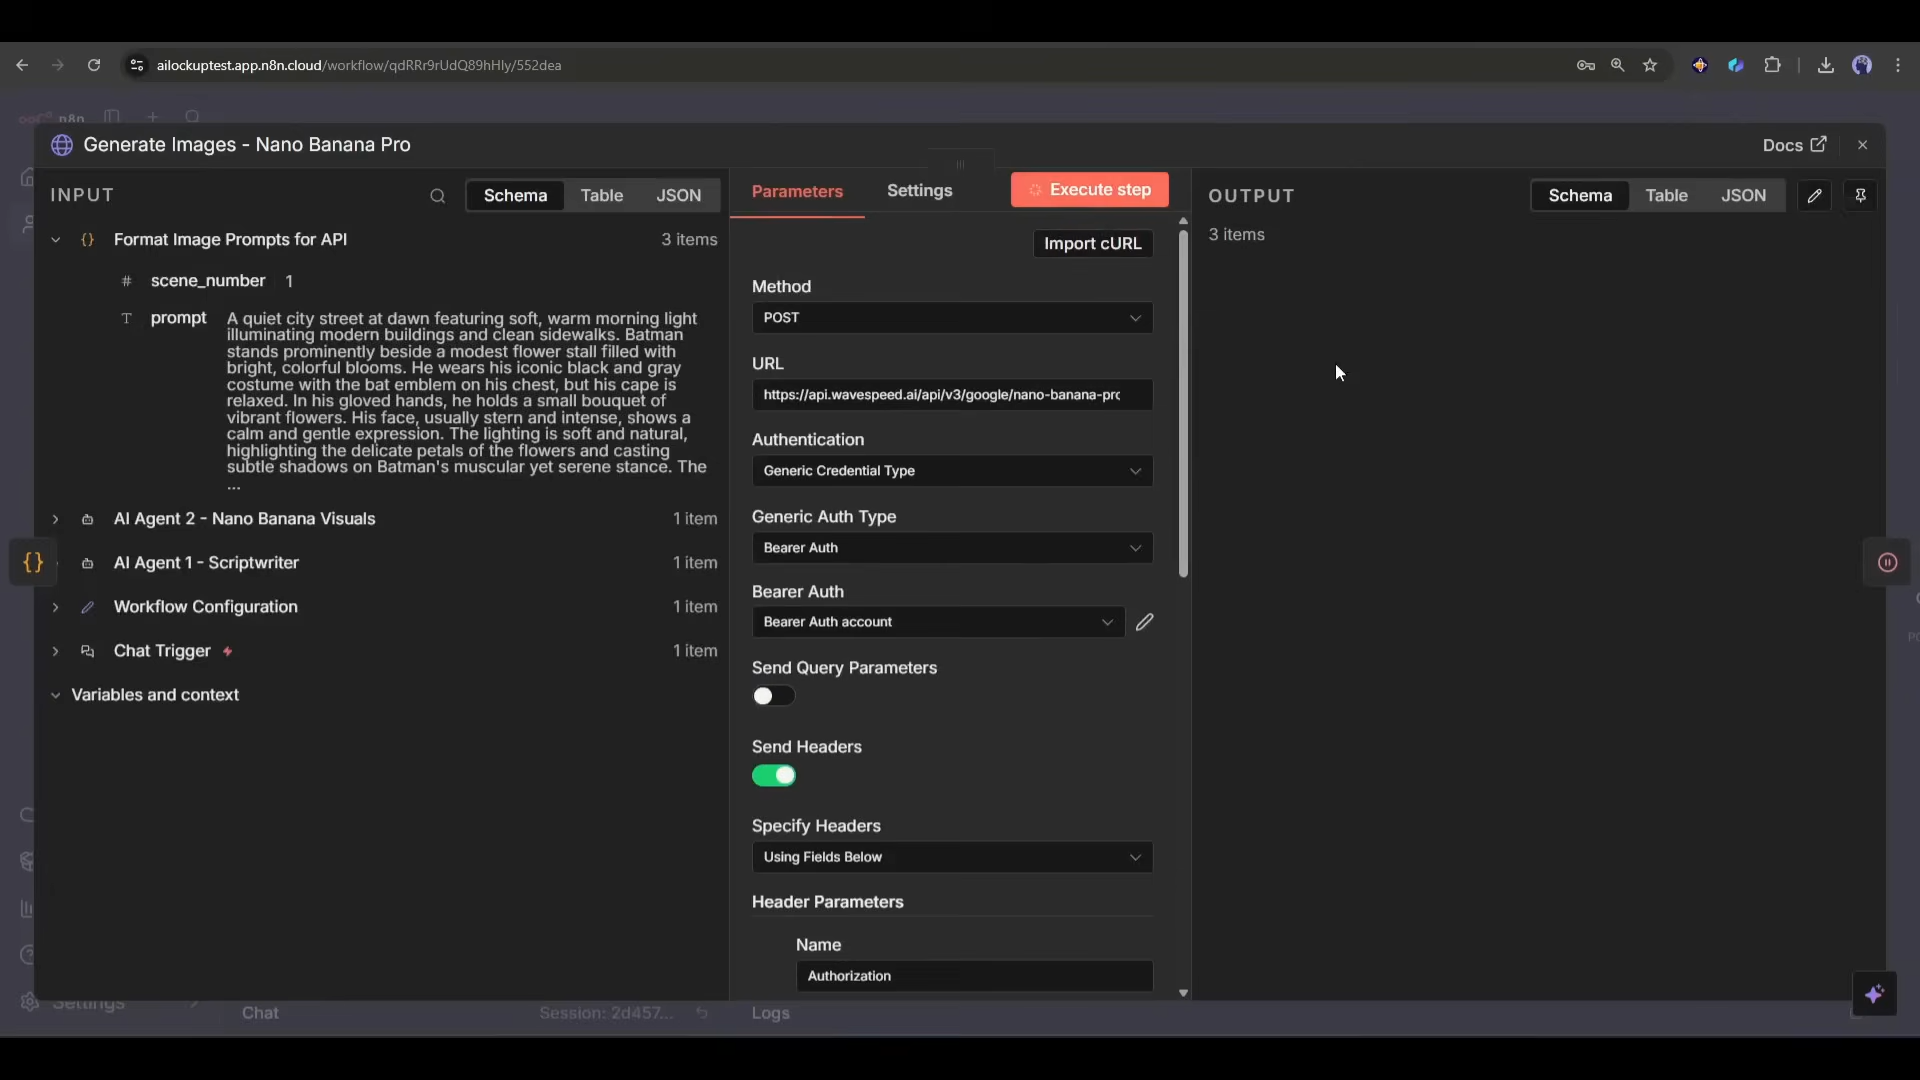 ailockuptest.app.n8n.cloud/workflow/qdRRr9rUdQ89hHIy/552dea
n8n
Generate Images - Nano Banana Pro
Docs
INPUT
Schema
Table
JSON
Parameters
Settings
Execute step
OUTPUT
Schema
Table
JSON
Format Image Prompts for API
3 items
3 items
Import cURL
# scene_number 1
T prompt
A quiet city street at dawn featuring soft, warm morning light
illuminating modern buildings and clean sidewalks. Batman
stands prominently beside a modest flower stall filled with
bright, colorful blooms. He wears his iconic black and gray
costume with the bat emblem on his chest, but his cape is
relaxed. In his gloved hands, he holds a small bouquet of
vibrant flowers. His face, usually stern and intense, shows a
calm and gentle expression. The lighting is soft and natural,
highlighting the delicate petals of the flowers and casting
subtle shadows on Batman's muscular yet serene stance. The
...
AI Agent 2 - Nano Banana Visuals
1 item
AI Agent 1 - Scriptwriter
1 item
Workflow Configuration
1 item
Chat Trigger
1 item
Variables and context
Method
POST
URL
https://api.wavespeed.ai/api/v3/google/nano-banana-prc
Authentication
Generic Credential Type
Generic Auth Type
Bearer Auth
Bearer Auth
Bearer Auth account
Send Query Parameters
Send Headers
Specify Headers
Using Fields Below
Header Parameters
Name
Authorization
Settings
Chat
Session: 2d457...
Logs